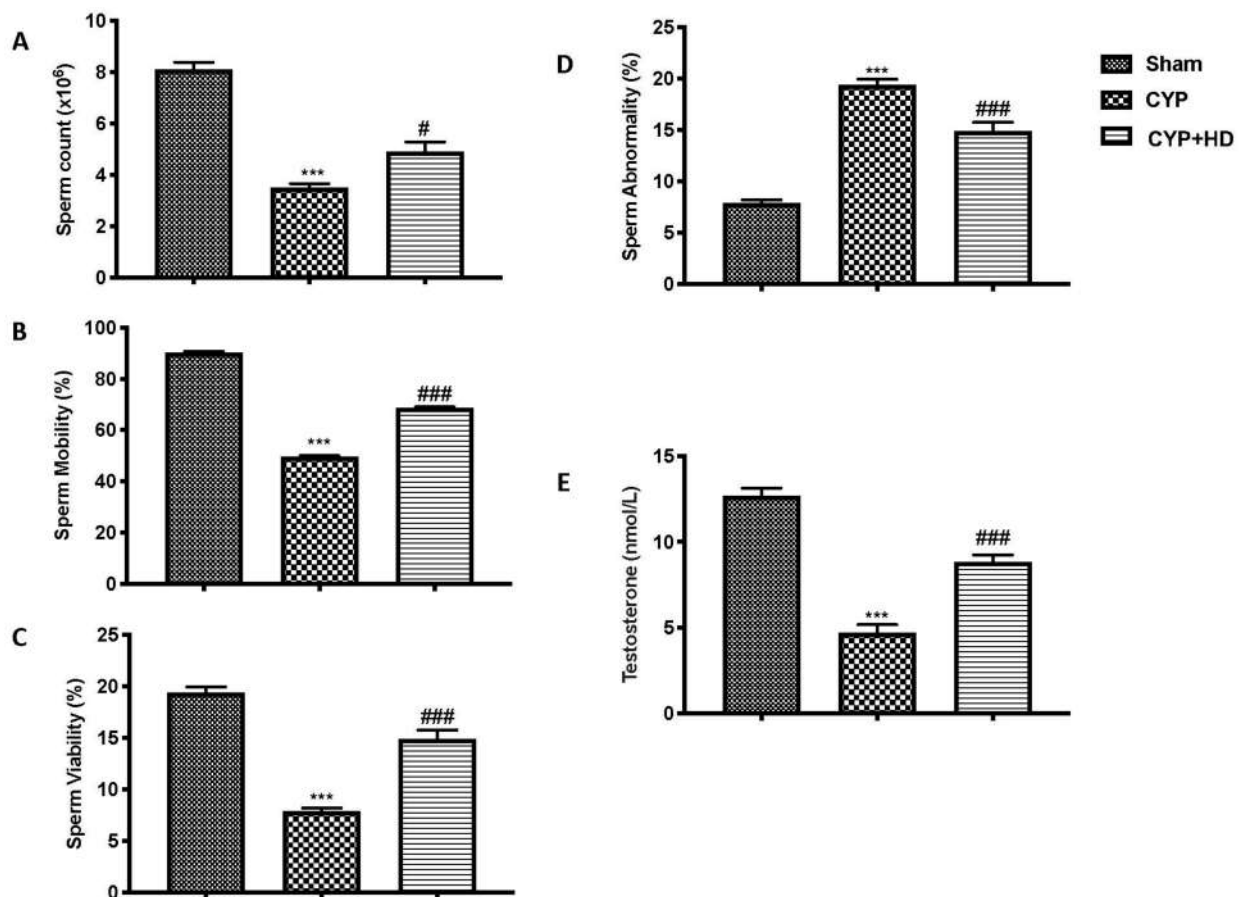 A
Sperm count (x10⁶)
10
8
6
4
2
0
***
#
B
Sperm Mobility (%)
100
80
60
40
20
0
***
###
C
Sperm Viability (%)
25
20
15
10
5
0
***
###
D
Sperm Abnormality (%)
25
20
15
10
5
0
***
###
Sham
CYP
CYP+HD
E
Testosterone (nmol/L)
15
10
5
0
***
###